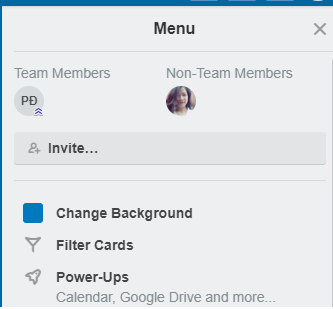 Menu
Team Members Non-Team Members
PĐ
Invite...
Change Background
Filter Cards
Power-Ups
Calendar, Google Drive and more...